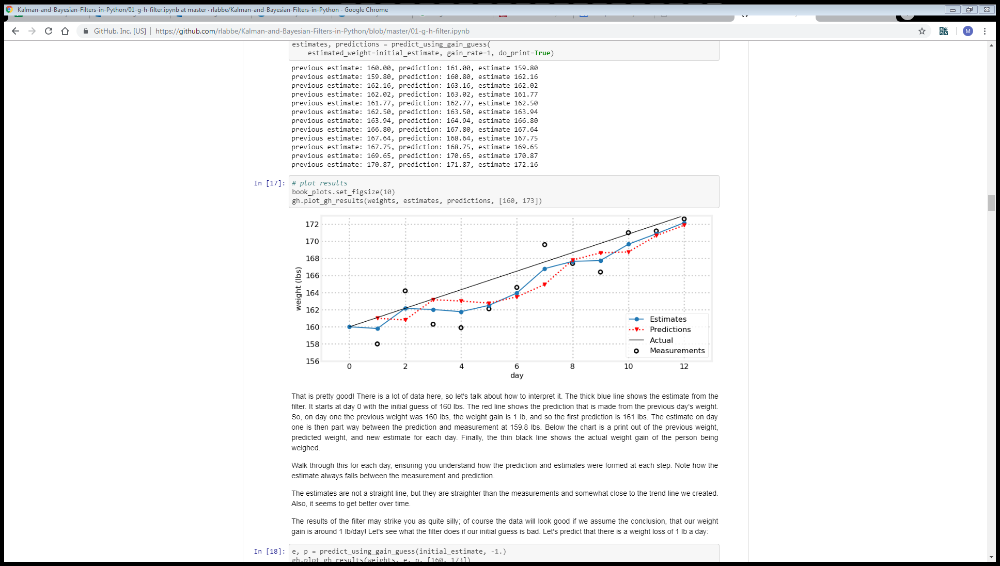 Kalman-and-Bayesian-Filters-in-Python/01-g-h-filter.ipynb at master · rlabbe/Kalman-and-Bayesian-Filters-in-Python - Google Chrome
GitHub, Inc. [US] | https://github.com/rlabbe/Kalman-and-Bayesian-Filters-in-Python/blob/master/01-g-h-filter.ipynb
M
estimates, predictions = predict_using_gain_guess(
estimated_weight=initial_estimate, gain_rate=1, do_print=True)
previous estimate: 160.00, prediction: 161.00, estimate 159.80
previous estimate: 159.80, prediction: 160.80, estimate 162.16
previous estimate: 162.16, prediction: 163.16, estimate 162.02
previous estimate: 162.02, prediction: 163.02, estimate 161.77
previous estimate: 161.77, prediction: 162.77, estimate 162.50
previous estimate: 162.50, prediction: 163.50, estimate 163.94
previous estimate: 163.94, prediction: 164.94, estimate 166.80
previous estimate: 166.80, prediction: 167.80, estimate 167.64
previous estimate: 167.64, prediction: 168.64, estimate 167.75
previous estimate: 167.75, prediction: 168.75, estimate 169.65
previous estimate: 169.65, prediction: 170.65, estimate 170.87
previous estimate: 170.87, prediction: 171.87, estimate 172.16
In [17]:
# plot results
book_plots.set_figsize(10)
gh.plot_gh_results(weights, estimates, predictions, [160, 173])
172
170
168
166
164
162
160
158
156
weight (lbs)
Estimates
Predictions
Actual
Measurements
0 2 4 6 8 10 12
day
That is pretty good! There is a lot of data here, so let's talk about how to interpret it. The thick blue line shows the estimate from the
filter. It starts at day 0 with the initial guess of 160 lbs. The red line shows the prediction that is made from the previous day's weight.
So, on day one the previous weight was 160 lbs, the weight gain is 1 lb, and so the first prediction is 161 lbs. The estimate on day
one is then part way between the prediction and measurement at 159.8 lbs. Below the chart is a print out of the previous weight,
predicted weight, and new estimate for each day. Finally, the thin black line shows the actual weight gain of the person being
weighed.
Walk through this for each day, ensuring you understand how the prediction and estimates were formed at each step. Note how the
estimate always falls between the measurement and prediction.
The estimates are not a straight line, but they are straighter than the measurements and somewhat close to the trend line we created.
Also, it seems to get better over time.
The results of the filter may strike you as quite silly; of course the data will look good if we assume the conclusion, that our weight
gain is around 1 lb/day! Let's see what the filter does if our initial guess is bad. Let's predict that there is a weight loss of 1 lb a day:
In [18]:
e, p = predict_using_gain_guess(initial_estimate, -1.)
gh.plot_gh_results(weights, e, p, [160, 173])